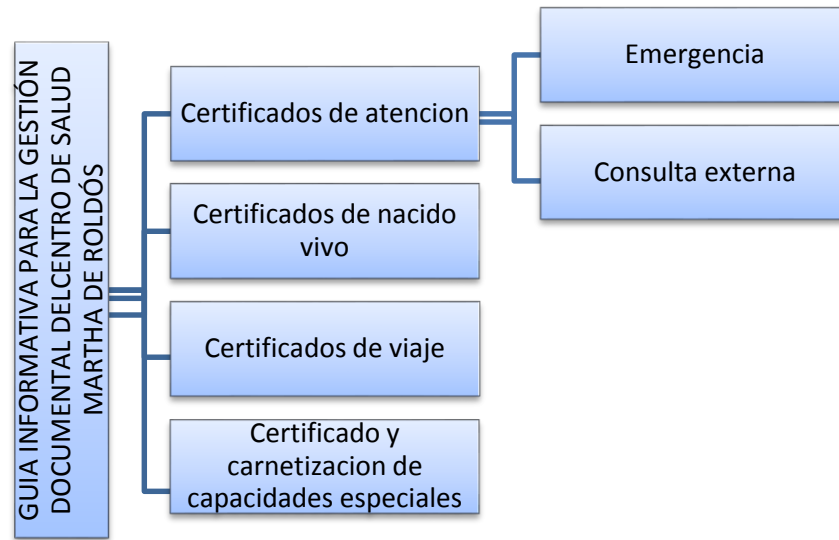 GUIA INFORMATIVA PARA LA GESTIÓN
DOCUMENTAL DELCENTRO DE SALUD
MARTHA DE ROLDÓS
Certificados de atencion
Emergencia
Consulta externa
Certificados de nacido
vivo
Certificados de viaje
Certificado y
carnetizacion de
capacidades especiales